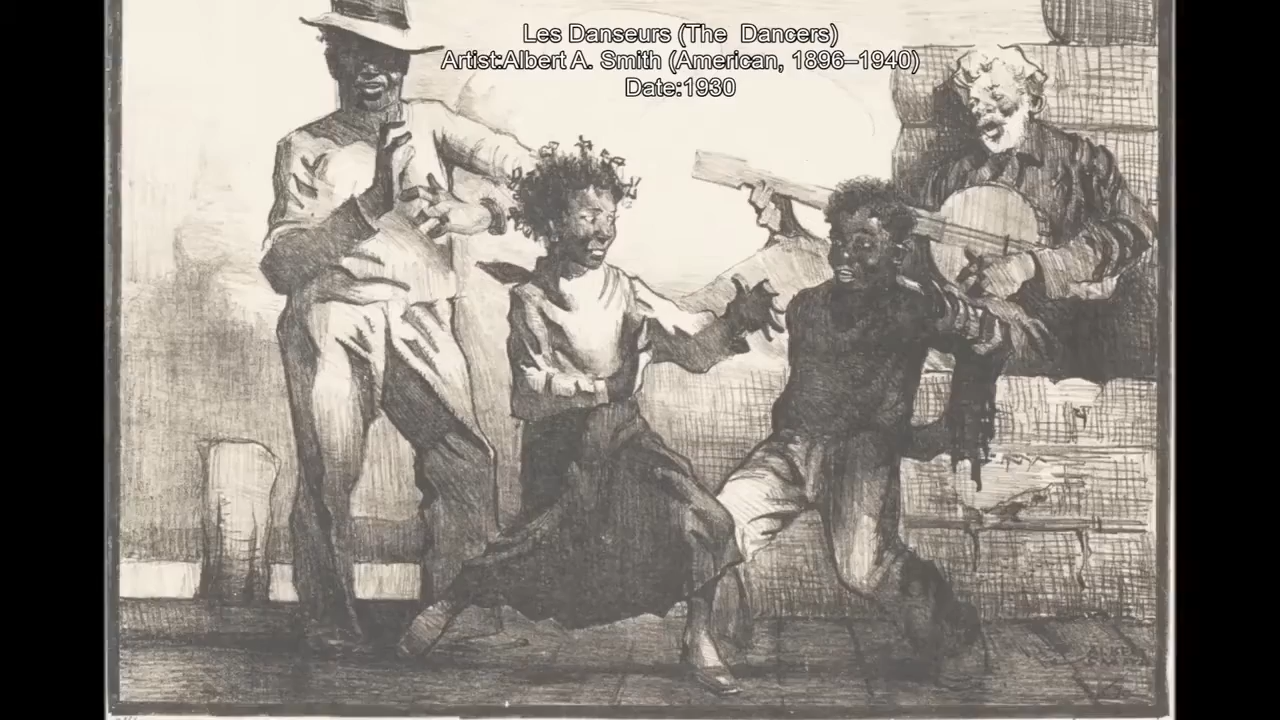 Les Danseurs (The  Dancers)
Artist:Albert A. Smith (American, 1896–1940)
Date:1930